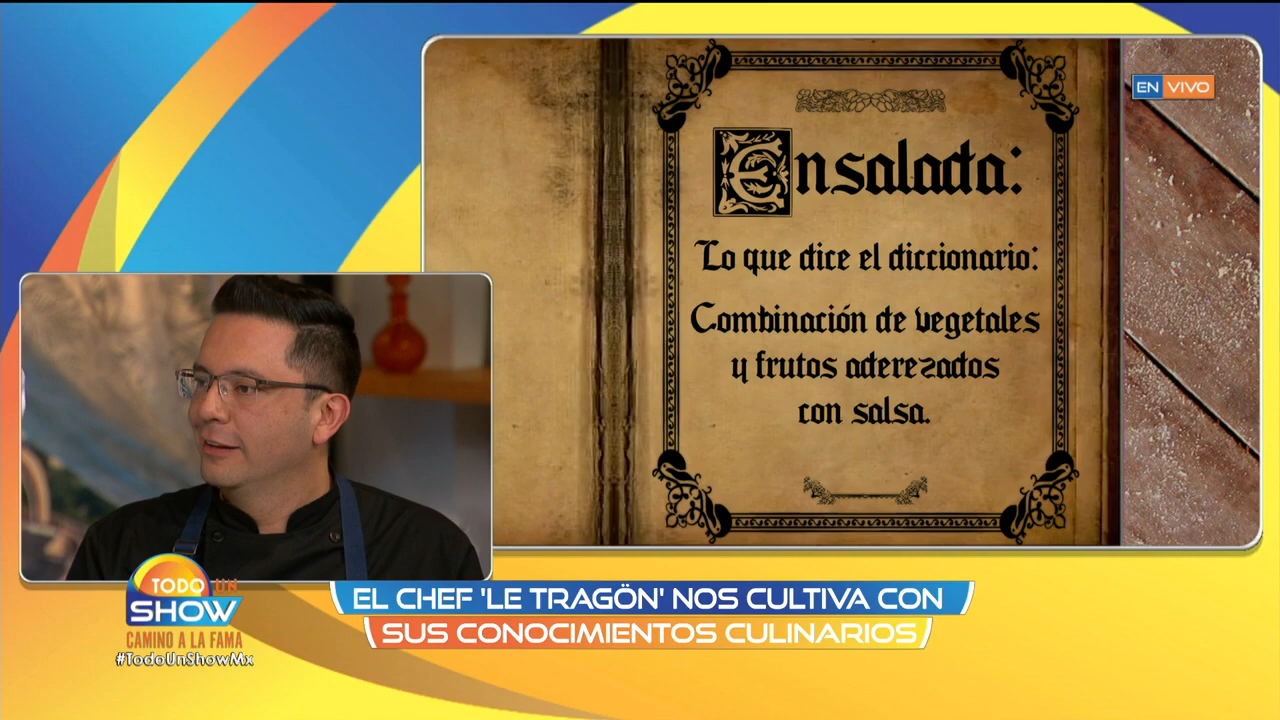 EN VIVO
Ensalada:
Lo que dice el diccionario:
Combinación de vegetales
y frutos aderezados
con salsa.
TODO UN
SHOW
CAMINO A LA FAMA
#TodoUnShowMx
EL CHEF 'LE TRAGÖN' NOS CULTIVA CON
SUS CONOCIMIENTOS CULINARIOS